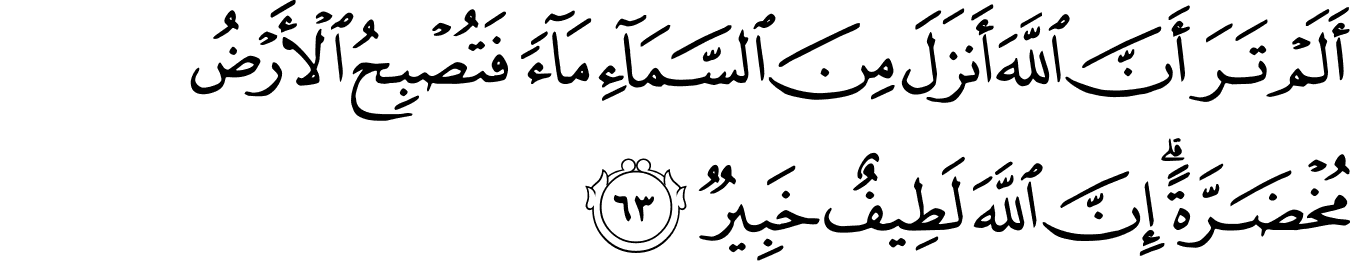 أَلَمْ تَرَ أَنَّ ٱللَّهَ أَنزَلَ مِنَ ٱلسَّمَآءِ مَآءً فَتُصْبِحُ ٱلْأَرْضُ
مُخْضَرَّةً ۗ إِنَّ ٱللَّهَ لَطِيفٌ خَبِيرٌ ٦٣